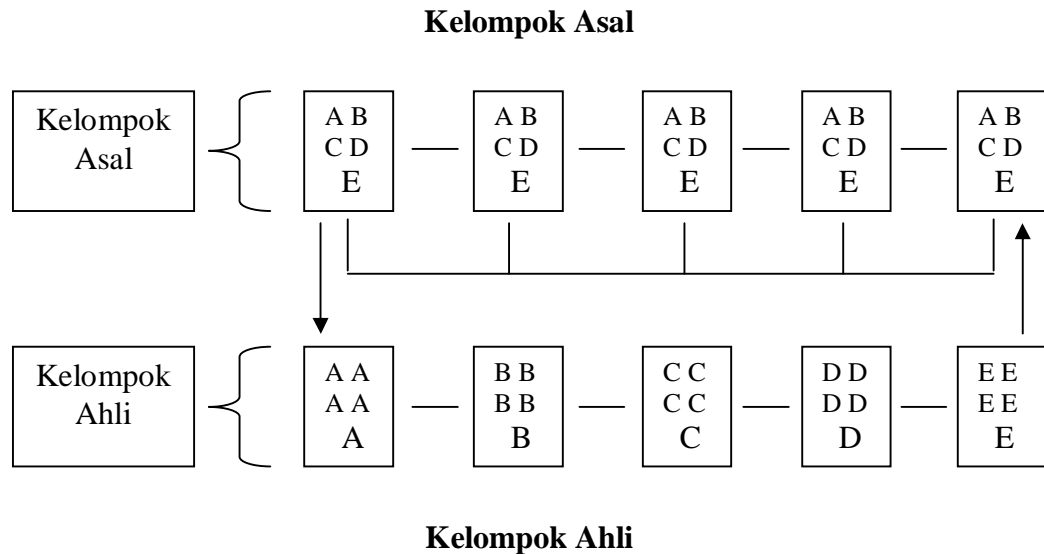 Kelompok Asal
Kelompok
Asal
A B
C D
E
A B
C D
E
A B
C D
E
A B
C D
E
A B
C D
E
Kelompok
Ahli
A A
A A
A
B B
B B
B
C C
C C
C
D D
D D
D
E E
E E
E
Kelompok Ahli